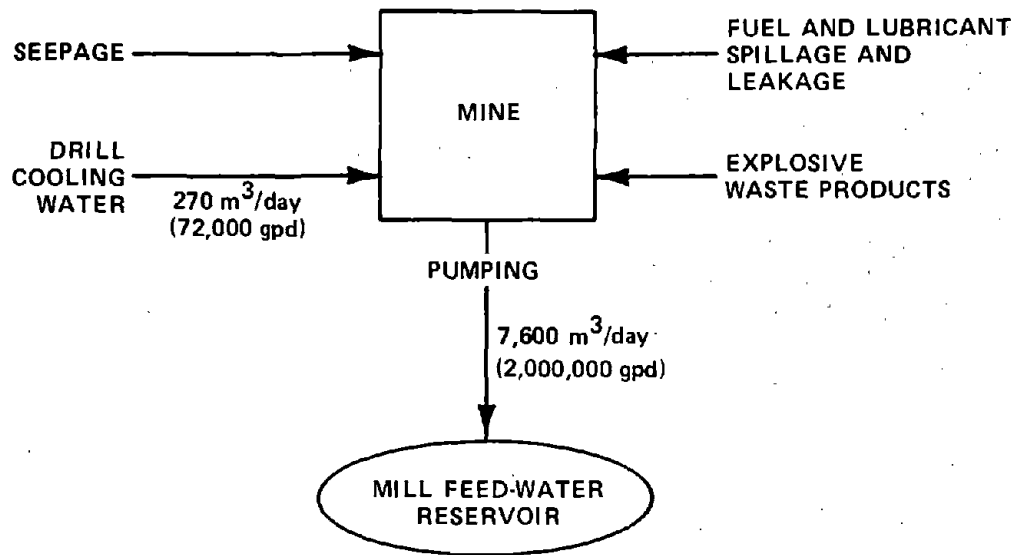 SEEPAGE
DRILL
COOLING
WATER
270 m³/day
(72,000 gpd)
MINE
FUEL AND LUBRICANT
SPILLAGE AND
LEAKAGE
EXPLOSIVE
WASTE PRODUCTS
PUMPING
7,600 m³/day
(2,000,000 gpd)
MILL FEED-WATER
RESERVOIR